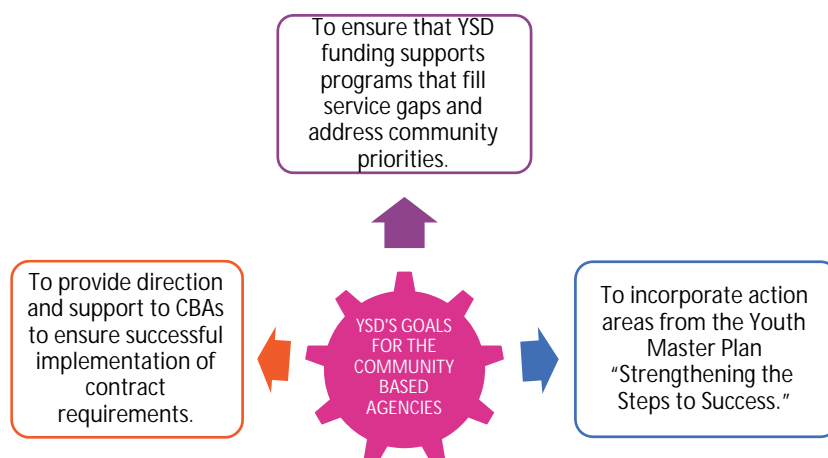 To ensure that YSD
funding supports
programs that fill
service gaps and
address community
priorities.
To provide direction
and support to CBAs
to ensure successful
implementation of
contract
requirements.
YSD'S GOALS
FOR THE
COMMUNITY
BASED
AGENCIES
To incorporate action
areas from the Youth
Master Plan
“Strengthening the
Steps to Success.”